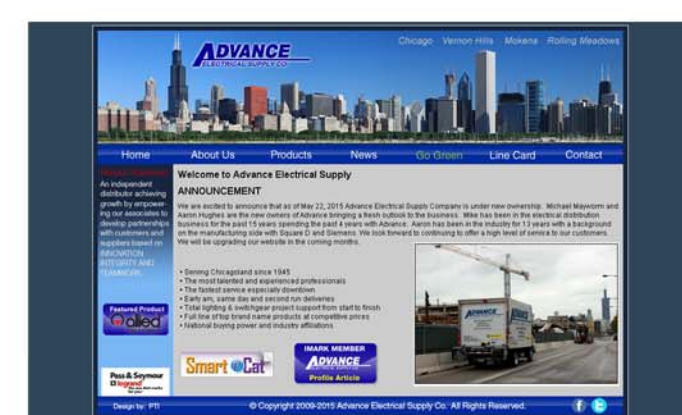 Chicago Vernon Hills Mokena Rolling Meadows
ADVANCE
ELECTRICAL SUPPLY CO.
Home About Us Products News Go Green Line Card Contact
An independent
distributor achieving
growth by empower-
ing our associates to
develop partnerships
with customers and
suppliers based on
INNOVATION
INTEGRITY AND
TEAMWORK.
Welcome to Advance Electrical Supply
ANNOUNCEMENT
We are excited to announce that as of May 22, 2015 Advance Electrical Supply Company is under new ownership. Michael Mayworm and
Aaron Hughes are the new owners of Advance bringing a fresh outlook to the business. Mike has been in the electrical distribution
business for the past 15 years spending the past 4 years with Advance. Aaron has been in the industry for 13 years with a background
on the manufacturing side with Square D and Siemens. We look forward to continuing to offer a high level of service to our customers.
We will be upgrading our website in the coming months.
• Serving Chicagoland since 1945
• The most talented and experienced professionals
• The fastest service especially downtown
• Early am, same day and second run deliveries
• Total lighting & switchgear project support from start to finish
• Full line of top brand name products at competitive prices
• National buying power and industry affiliations
Featured Product
allied
Pass & Seymour
legrand
Smart @ Cat
IMARK MEMBER
ADVANCE
Profile Article
ADVANCE
Design by: PTI
© Copyright 2009-2015 Advance Electrical Supply Co. All Rights Reserved.